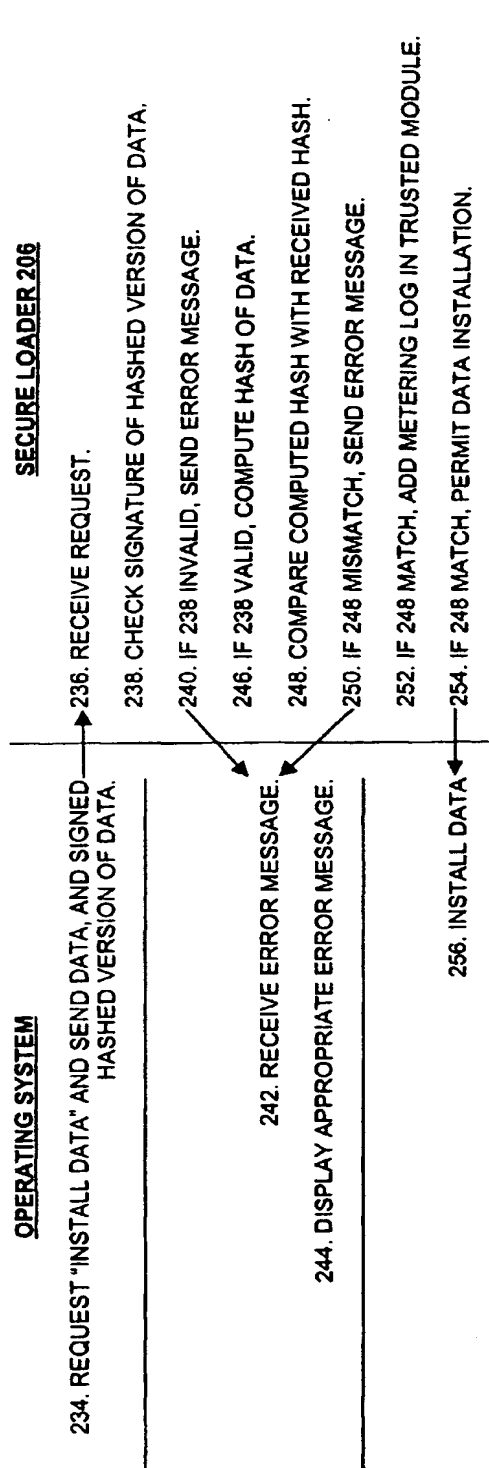 OPERATING SYSTEM
234. REQUEST "INSTALL DATA" AND SEND DATA, AND SIGNED
HASHED VERSION OF DATA.
242. RECEIVE ERROR MESSAGE.
244. DISPLAY APPROPRIATE ERROR MESSAGE.
256. INSTALL DATA
SECURE LOADER 206
236. RECEIVE REQUEST.
238. CHECK SIGNATURE OF HASHED VERSION OF DATA.
240. IF 238 INVALID, SEND ERROR MESSAGE.
246. IF 238 VALID, COMPUTE HASH OF DATA.
248. COMPARE COMPUTED HASH WITH RECEIVED HASH.
250. IF 248 MISMATCH, SEND ERROR MESSAGE.
252. IF 248 MATCH, ADD METERING LOG IN TRUSTED MODULE.
254. IF 248 MATCH, PERMIT DATA INSTALLATION.